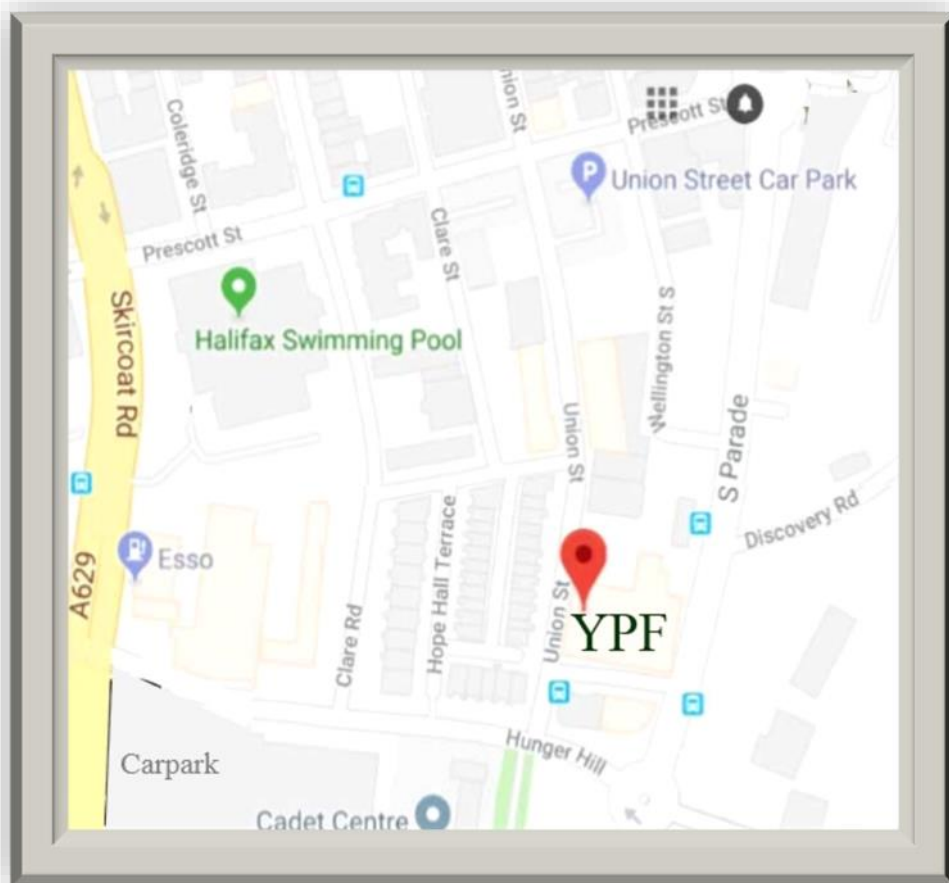 Union St
Coleridge St
Prescott St
P
Union Street Car Park
Clare St
Prescott St
Halifax Swimming Pool
Skircoat Rd
Wellington St S
S Parade
Union St
Discovery Rd
Hope Hall Terrace
Esso
A629
Union St
YPF
Clare Rd
Hunger Hill
Carpark
Cadet Centre